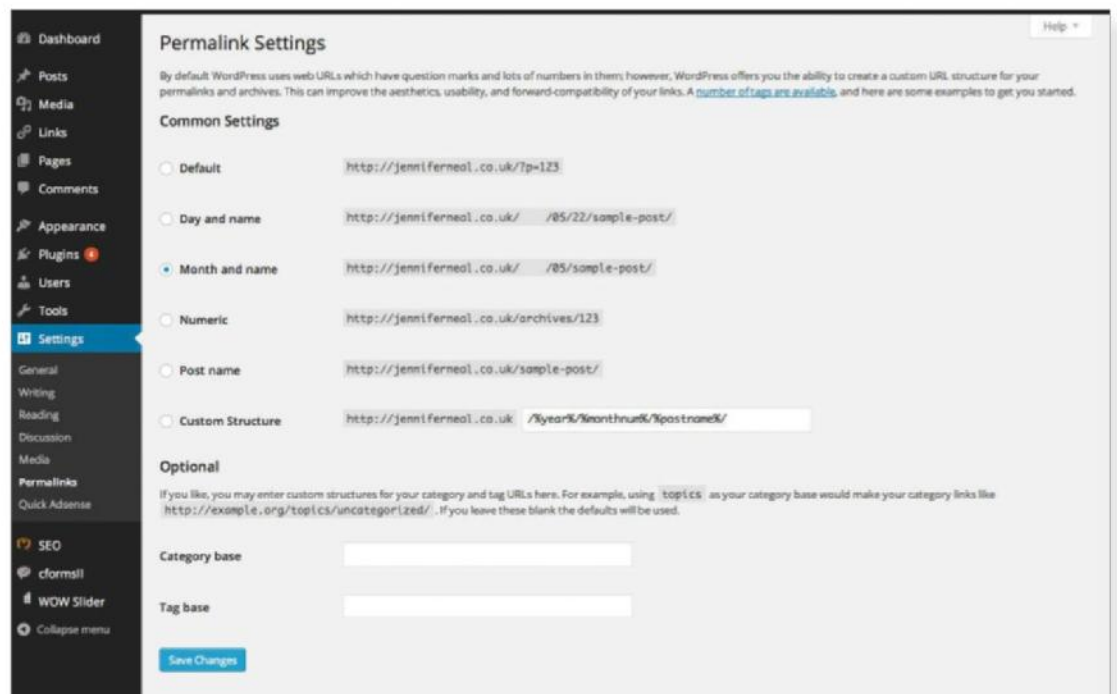 Dashboard
Posts
Media
Links
Pages
Comments
Appearance
Plugins 4
Users
Tools
Settings
General
Writing
Reading
Discussion
Media
Permalinks
Quick Adsense
SEO
cformsII
WOW Slider
Collapse menu
Help
Permalink Settings
By default WordPress uses web URLs which have question marks and lots of numbers in them; however, WordPress offers you the ability to create a custom URL structure for your
permalinks and archives. This can improve the aesthetics, usability, and forward-compatibility of your links. A number of tags are available, and here are some examples to get you started.
Common Settings
Default http://jenniferneal.co.uk/?p=123
Day and name http://jenniferneal.co.uk/ /05/22/sample-post/
Month and name http://jenniferneal.co.uk/ /05/sample-post/
Numeric http://jenniferneal.co.uk/archives/123
Post name http://jenniferneal.co.uk/sample-post/
Custom Structure http://jenniferneal.co.uk /%year%/%monthnum%/%postname%/
Optional
If you like, you may enter custom structures for your category and tag URLs here. For example, using topics as your category base would make your category links like
http://example.org/topics/uncategorized/ . If you leave these blank the defaults will be used.
Category base
Tag base
Save Changes